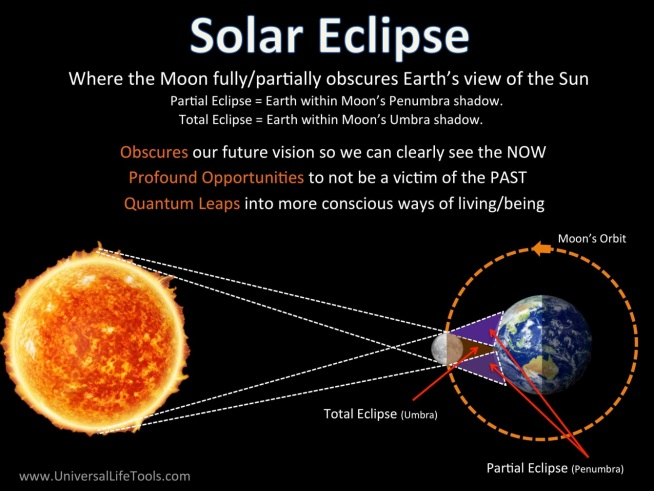 Solar Eclipse
Where the Moon fully/partially obscures Earth's view of the Sun
Partial Eclipse = Earth within Moon's Penumbra shadow.
Total Eclipse = Earth within Moon's Umbra shadow.
Obscures our future vision so we can clearly see the NOW
Profound Opportunities to not be a victim of the PAST
Quantum Leaps into more conscious ways of living/being
Moon's Orbit
Total Eclipse (Umbra)
Partial Eclipse (Penumbra)
www.UniversalLifeTools.com